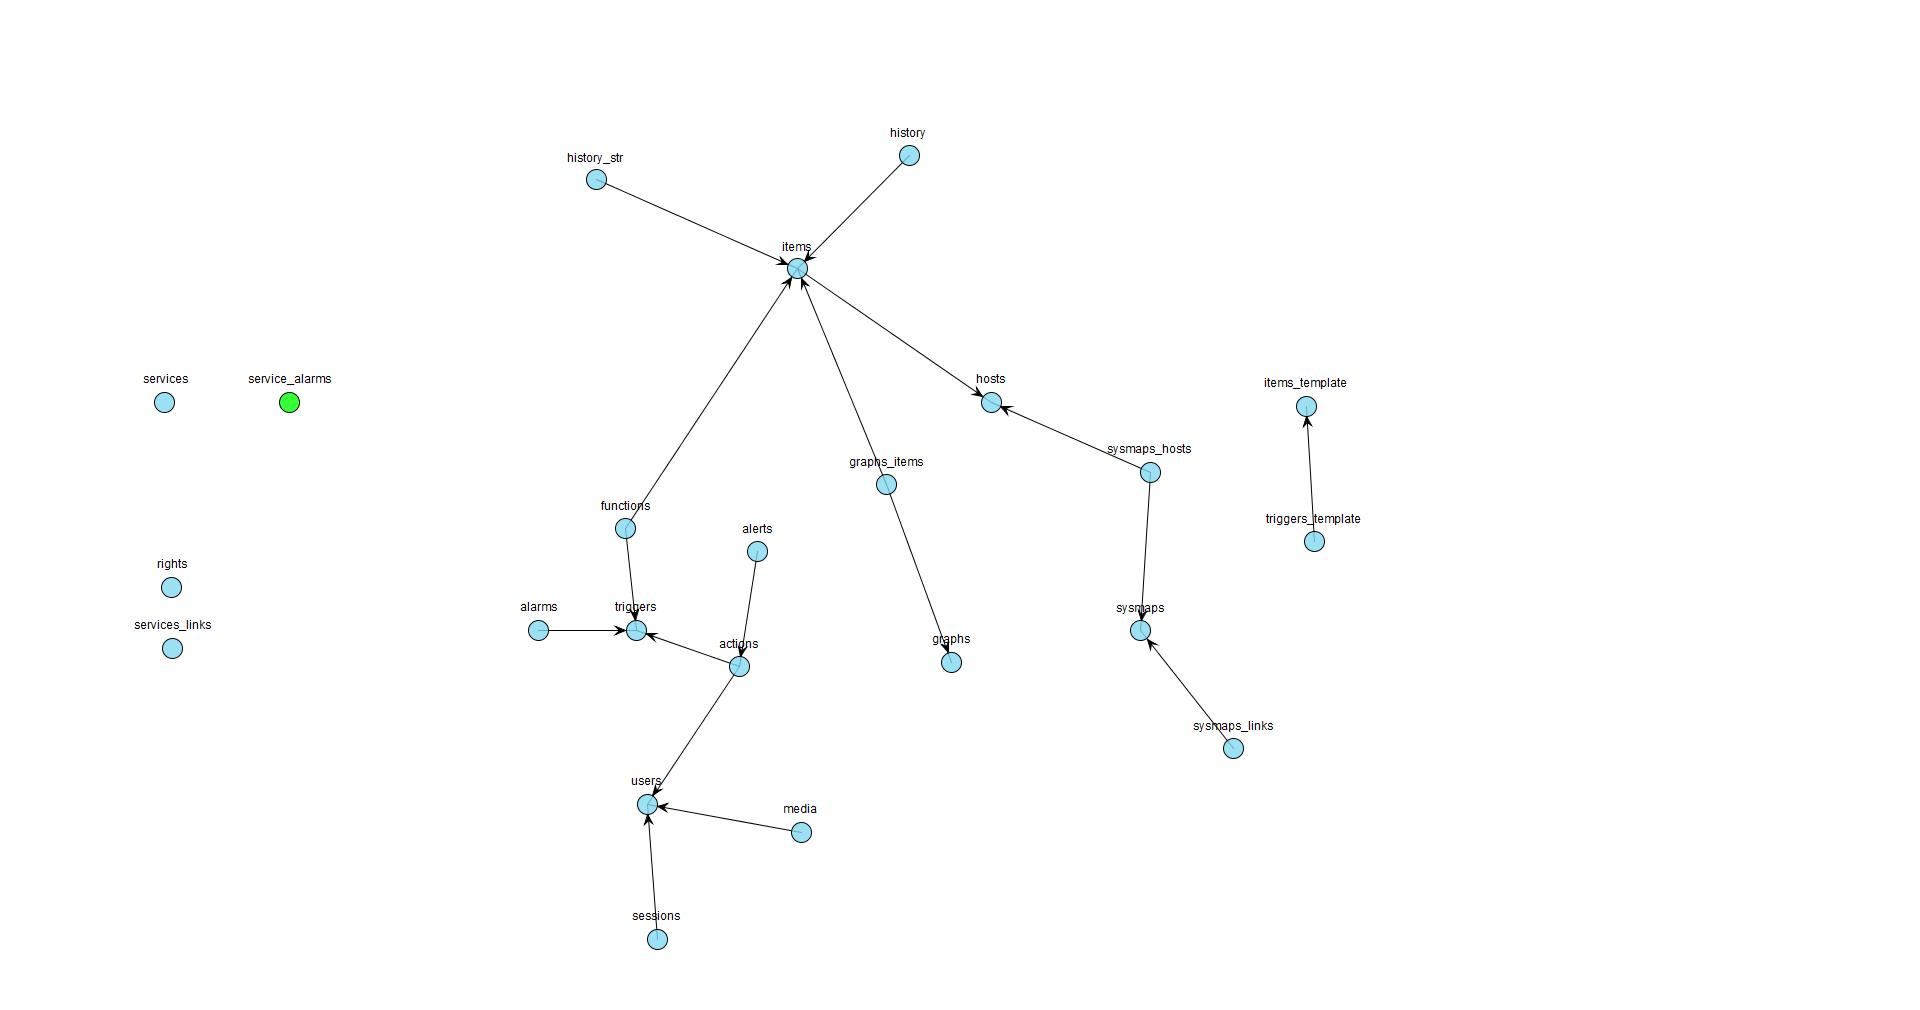 history
history_str
items
services
service_alarms
hosts
items_template
sysmaps_hosts
graphs_items
functions
triggers_template
alerts
rights
alarms
triggers
sysmaps
services_links
graphs
actions
sysmaps_links
users
media
sessions